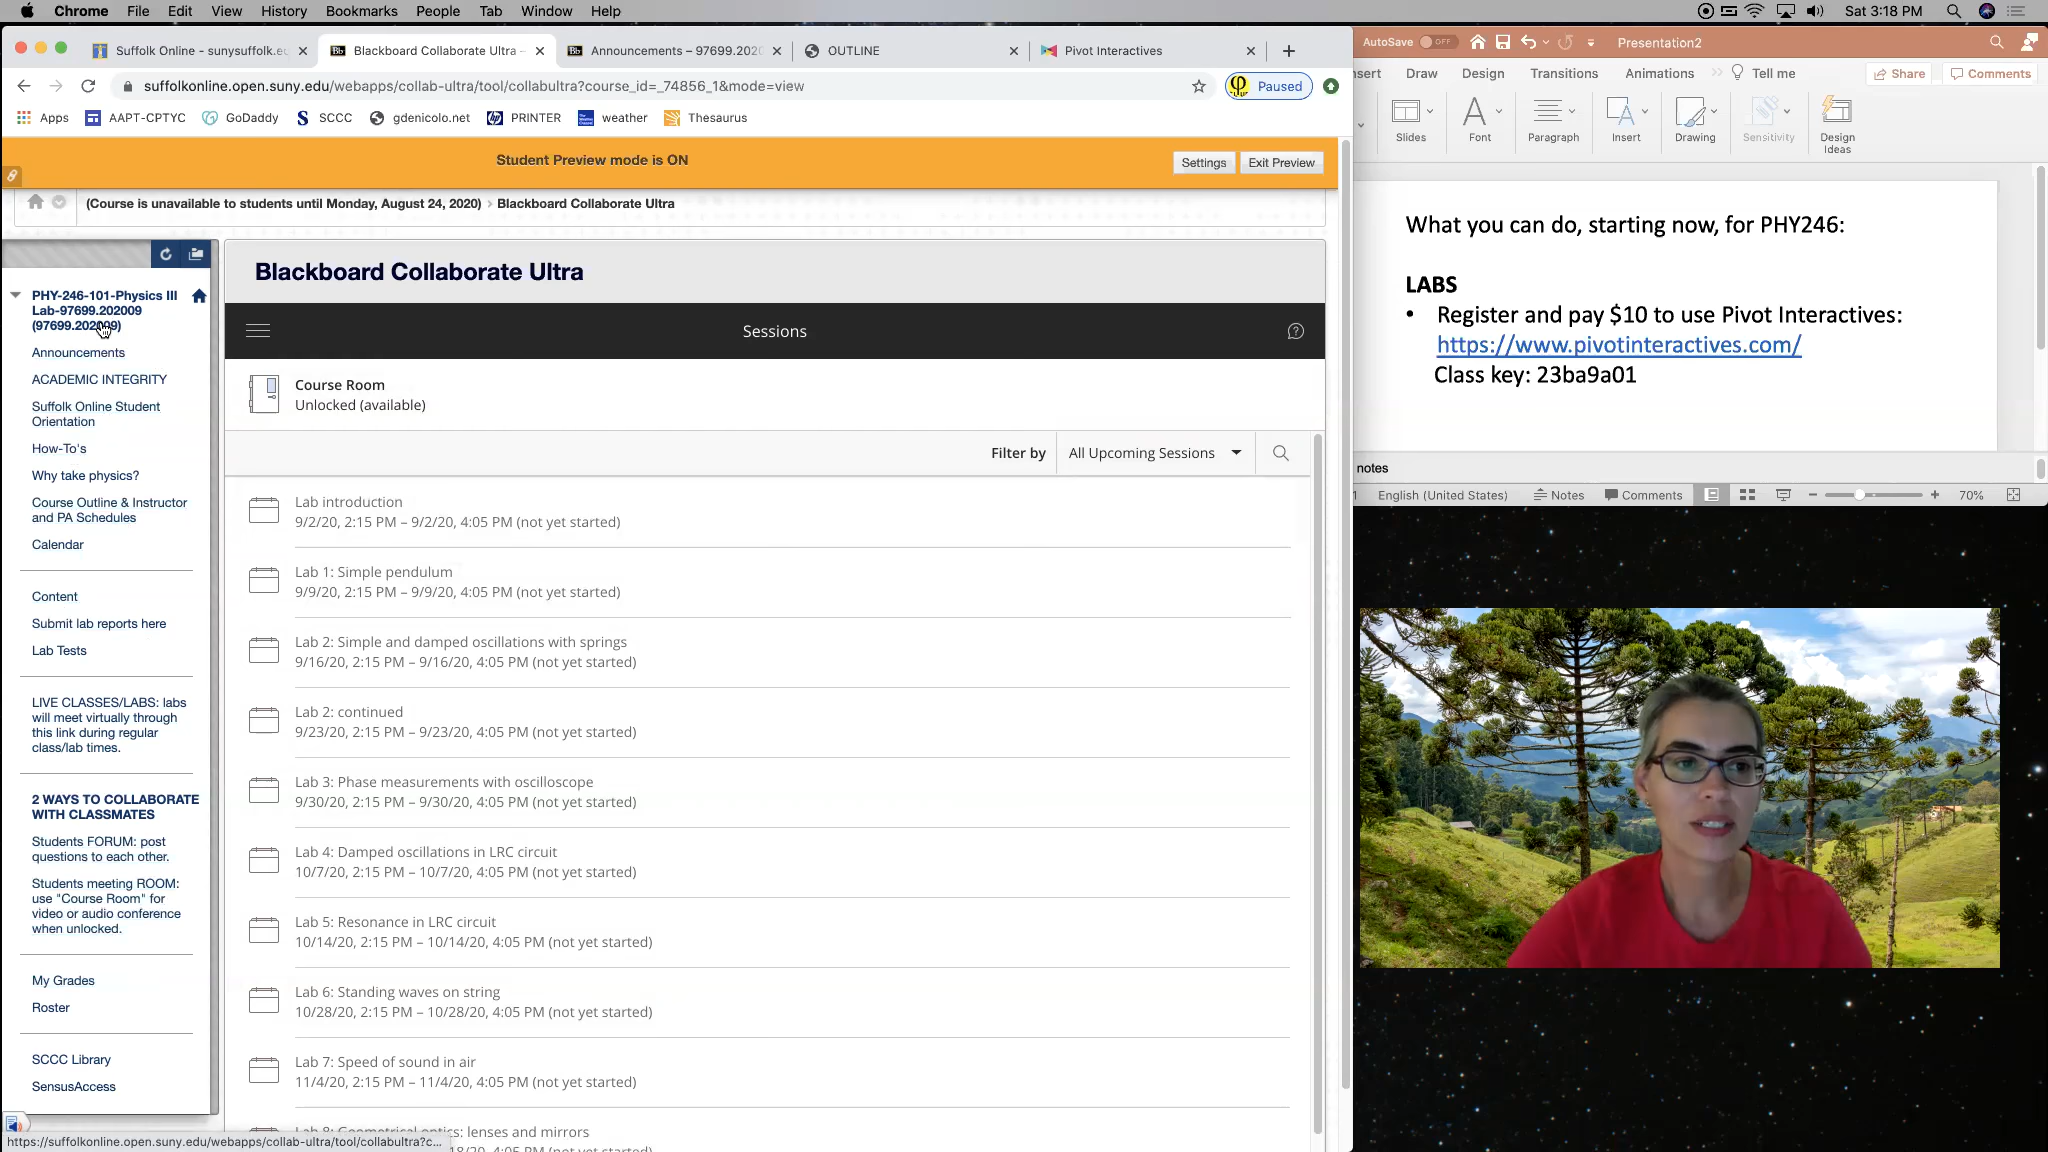 Chrome File Edit View History Bookmarks People Tab Window Help
Sat 3:18 PM
Suffolk Online - sunysuffolk.e
Blackboard Collaborate Ultra –
Announcements – 97699.202
OUTLINE
Pivot Interactives
suffolkonline.open.suny.edu/webapps/collab-ultra/tool/collabultra?course_id=_74856_1&mode=view
Paused
Apps AAPT-CPTYC GoDaddy SCCC gdenicolo.net PRINTER weather Thesaurus
Student Preview mode is ON
Settings
Exit Preview
(Course is unavailable to students until Monday, August 24, 2020) Blackboard Collaborate Ultra
PHY-246-101-Physics III
Lab-97699.202009
(97699.202009)
Announcements
ACADEMIC INTEGRITY
Suffolk Online Student
Orientation
How-To's
Why take physics?
Course Outline & Instructor
and PA Schedules
Calendar
Content
Submit lab reports here
Lab Tests
LIVE CLASSES/LABS: labs
will meet virtually through
this link during regular
class/lab times.
2 WAYS TO COLLABORATE
WITH CLASSMATES
Students FORUM: post
questions to each other.
Students meeting ROOM:
use "Course Room" for
video or audio conference
when unlocked.
My Grades
Roster
SCCC Library
SensusAccess
https://suffolkonline.open.suny.edu/webapps/collab-ultra/tool/collabultra?c...
Blackboard Collaborate Ultra
Sessions
Course Room
Unlocked (available)
Filter by All Upcoming Sessions
Lab introduction
9/2/20, 2:15 PM – 9/2/20, 4:05 PM (not yet started)
Lab 1: Simple pendulum
9/9/20, 2:15 PM – 9/9/20, 4:05 PM (not yet started)
Lab 2: Simple and damped oscillations with springs
9/16/20, 2:15 PM – 9/16/20, 4:05 PM (not yet started)
Lab 2: continued
9/23/20, 2:15 PM – 9/23/20, 4:05 PM (not yet started)
Lab 3: Phase measurements with oscilloscope
9/30/20, 2:15 PM – 9/30/20, 4:05 PM (not yet started)
Lab 4: Damped oscillations in LRC circuit
10/7/20, 2:15 PM – 10/7/20, 4:05 PM (not yet started)
Lab 5: Resonance in LRC circuit
10/14/20, 2:15 PM – 10/14/20, 4:05 PM (not yet started)
Lab 6: Standing waves on string
10/28/20, 2:15 PM – 10/28/20, 4:05 PM (not yet started)
Lab 7: Speed of sound in air
11/4/20, 2:15 PM – 11/4/20, 4:05 PM (not yet started)
Lab 8: Geometrical optics: lenses and mirrors
AutoSave OFF Presentation2
nsert Draw Design Transitions Animations Tell me Share Comments
Slides Font Paragraph Insert Drawing Sensitivity Design
Ideas
What you can do, starting now, for PHY246:
LABS
• Register and pay $10 to use Pivot Interactives:
https://www.pivotinteractives.com/
Class key: 23ba9a01
notes
1 English (United States) Notes Comments 70%